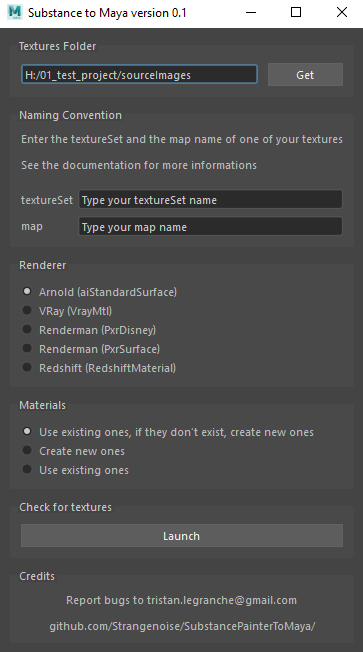 Substance to Maya version 0.1
Textures Folder
H:/01_test_project/sourceImages
Get
Naming Convention
Enter the textureSet and the map name of one of your textures
See the documentation for more informations
textureSet
Type your textureSet name
map
Type your map name
Renderer
Arnold (aiStandardSurface)
VRay (VrayMtl)
Renderman (PxrDisney)
Renderman (PxrSurface)
Redshift (RedshiftMaterial)
Materials
Use existing ones, if they don't exist, create new ones
Create new ones
Use existing ones
Check for textures
Launch
Credits
Report bugs to tristan.legranche@gmail.com
github.com/Strangenoise/SubstancePainterToMaya/